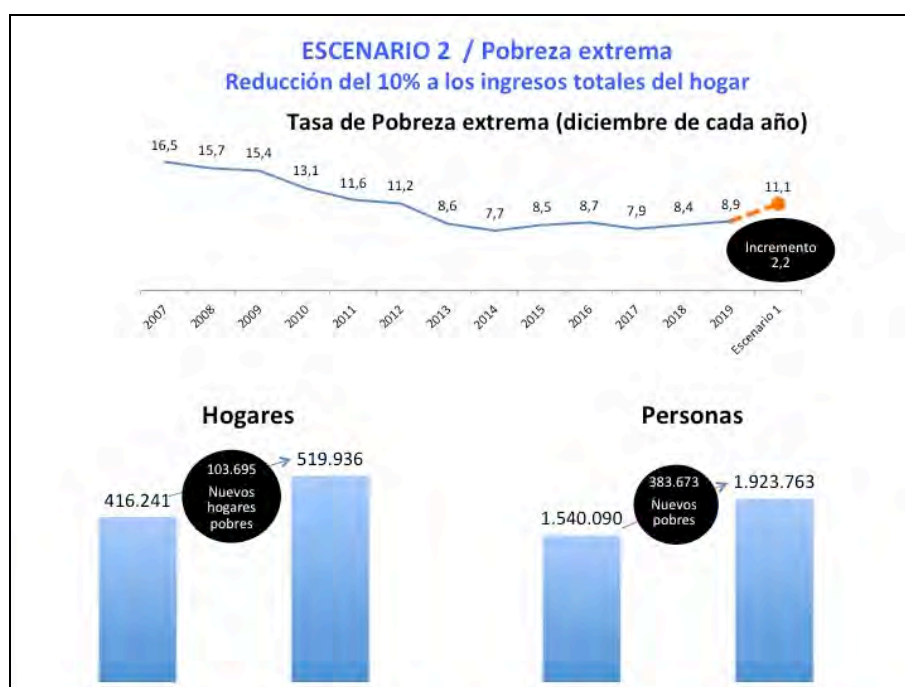 ESCENARIO 2 / Pobreza extrema
Reducción del 10% a los ingresos totales del hogar
Tasa de Pobreza extrema (diciembre de cada año)
16,5 15,7 15,4 13,1 11,6 11,2 8,6 7,7 8,5 8,7 7,9 8,4 8,9 11,1
Incremento
2,2
2007 2008 2009 2010 2011 2012 2013 2014 2015 2016 2017 2018 2019 Escenario 1
Hogares
416.241
103.695
Nuevos
hogares
pobres
519.936
Personas
1.540.090
383.673
Nuevos
pobres
1.923.763